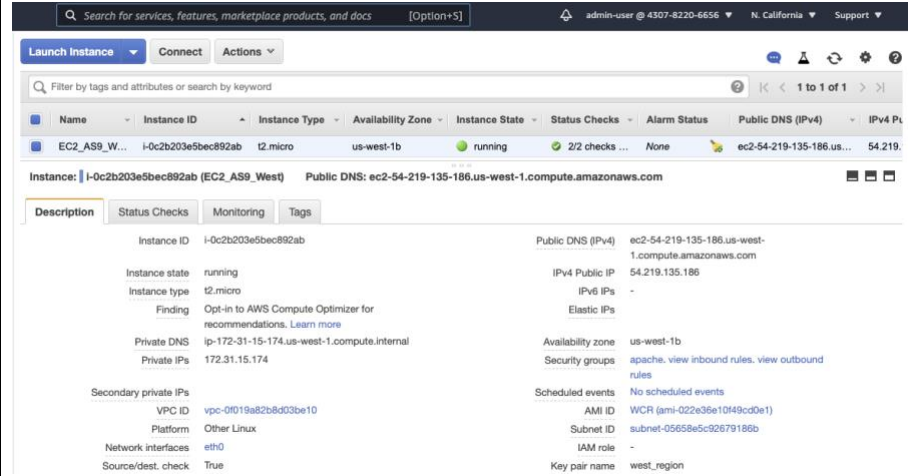 Search for services, features, marketplace products, and docs [Option+S] admin-user @ 4307-8220-6656 N. California Support
Launch Instance Connect Actions
Filter by tags and attributes or search by keyword 1 to 1 of 1
Name Instance ID Instance Type Availability Zone Instance State Status Checks Alarm Status Public DNS (IPv4) IPv4 Pu
EC2_AS9_W... i-0c2b203e5bec892ab t2.micro us-west-1b running 2/2 checks ... None ec2-54-219-135-186.us... 54.219.
Instance: i-0c2b203e5bec892ab (EC2_AS9_West) Public DNS: ec2-54-219-135-186.us-west-1.compute.amazonaws.com
Description Status Checks Monitoring Tags
Instance ID i-0c2b203e5bec892ab Public DNS (IPv4) ec2-54-219-135-186.us-west-
1.compute.amazonaws.com
Instance state running IPv4 Public IP 54.219.135.186
Instance type t2.micro IPv6 IPs -
Finding Opt-in to AWS Compute Optimizer for Elastic IPs
recommendations. Learn more
Private DNS ip-172-31-15-174.us-west-1.compute.internal Availability zone us-west-1b
Private IPs 172.31.15.174 Security groups apache. view inbound rules. view outbound
rules
Secondary private IPs Scheduled events No scheduled events
VPC ID vpc-0f019a82b8d03be10 AMI ID WCR (ami-022e36e10f49cd0e1)
Platform Other Linux Subnet ID subnet-05658e5c92679186b
Network interfaces eth0 IAM role -
Source/dest. check True Key pair name west_region